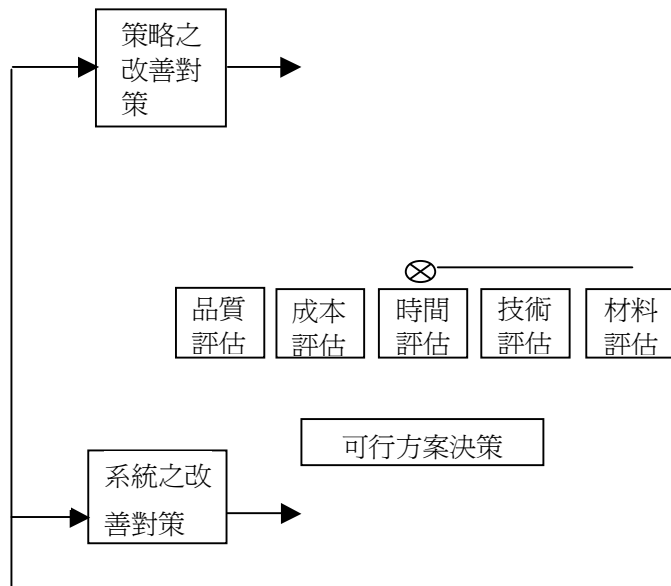 策略之
改善對
策
品質
評估
成本
評估
時間
評估
技術
評估
材料
評估
可行方案決策
系統之改
善對策